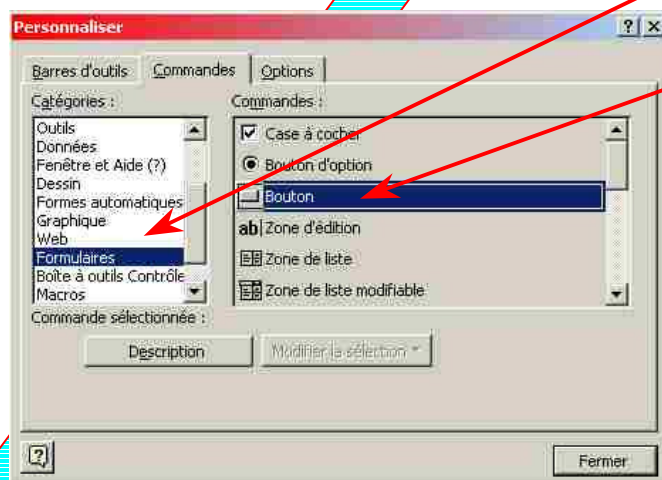 Personnaliser
Barres d'outils Commandes Options
Catégories : Commandes :
Outils
Données
Fenêtre et Aide (?)
Dessin
Formes automatiques
Graphique
Web
Formulaires
Boîte à outils Contrôle
Macros
Case à cocher
Bouton d'option
Bouton
ab Zone d'édition
Zone de liste
Zone de liste modifiable
Commande sélectionnée :
Description Modifier la sélection
Fermer